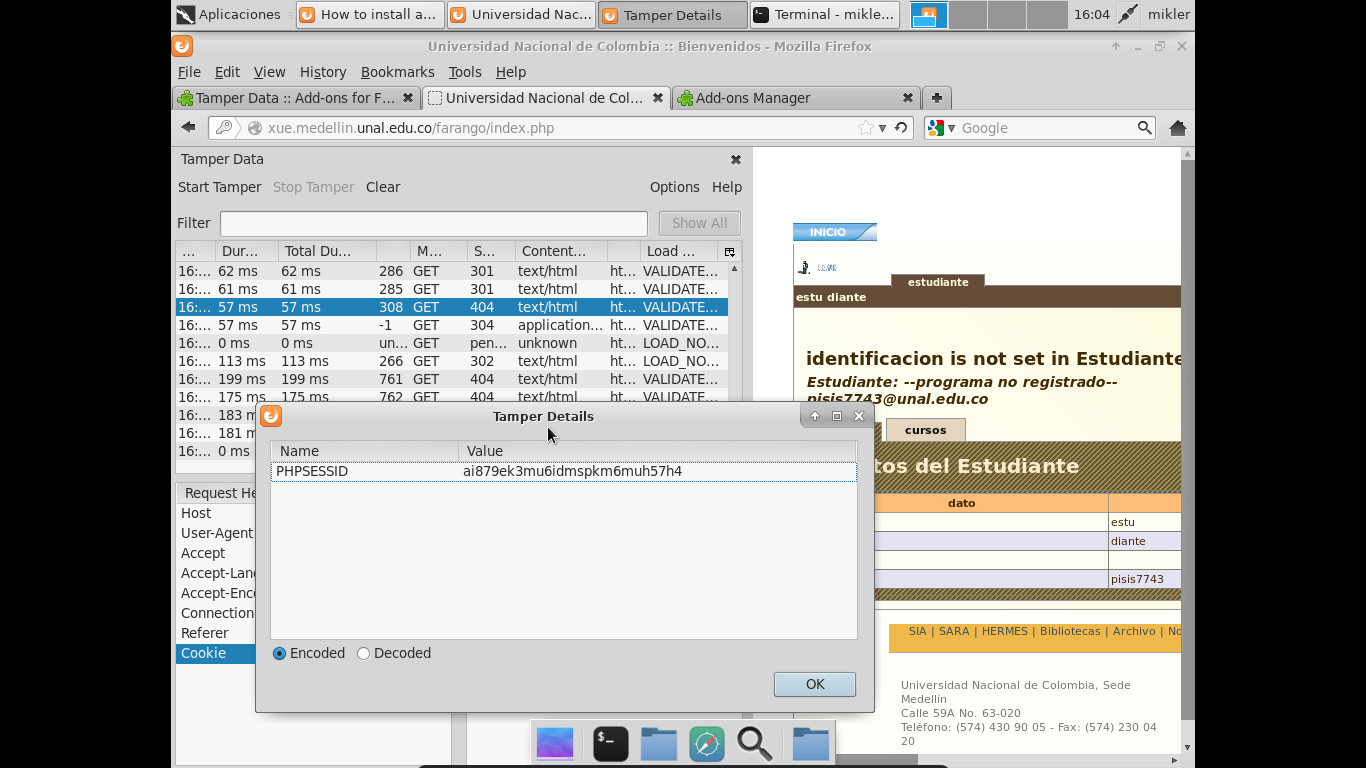 Aplicaciones
How to install a...
Universidad Nac...
Tamper Details
Terminal - mikle...
16:04
mikler
Universidad Nacional de Colombia :: Bienvenidos - Mozilla Firefox
File Edit View History Bookmarks Tools Help
Tamper Data :: Add-ons for F...
Universidad Nacional de Col...
Add-ons Manager
xue.medellin.unal.edu.co/farango/index.php
Google
Tamper Data
Start Tamper Stop Tamper Clear Options Help
Filter Show All
... Dur... Total Du... M... S... Content... Load ...
16:... 62 ms 62 ms 286 GET 301 text/html ht... VALIDATE...
16:... 61 ms 61 ms 285 GET 301 text/html ht... VALIDATE...
16:... 57 ms 57 ms 308 GET 404 text/html ht... VALIDATE...
16:... 57 ms 57 ms -1 GET 304 application... ht... VALIDATE...
16:... 0 ms 0 ms un... GET pen... unknown ht... LOAD_NO...
16:... 113 ms 113 ms 266 GET 302 text/html ht... LOAD_NO...
16:... 199 ms 199 ms 761 GET 404 text/html ht... VALIDATE...
16:... 175 ms 175 ms 762 GET 404 text/html ht... VALIDATE...
16:... 183 m
16:... 181 m
16:... 0 ms
Request He
Host
User-Agent
Accept
Accept-Lang
Accept-Enco
Connection
Referer
Cookie
Tamper Details
Name Value
PHPSESSID ai879ek3mu6idmspkm6muh57h4
Encoded Decoded
OK
INICIO
estudiante
estu diante
identificacion is not set in Estudiante
Estudiante: --programa no registrado--
pisis7743@unal.edu.co
cursos
tos del Estudiante
dato
estu
diante
pisis7743
SIA | SARA | HERMES | Bibliotecas | Archivo | No
Universidad Nacional de Colombia, Sede
Medellín
Calle 59A No. 63-020
Teléfono: (574) 430 90 05 - Fax: (574) 230 04
20